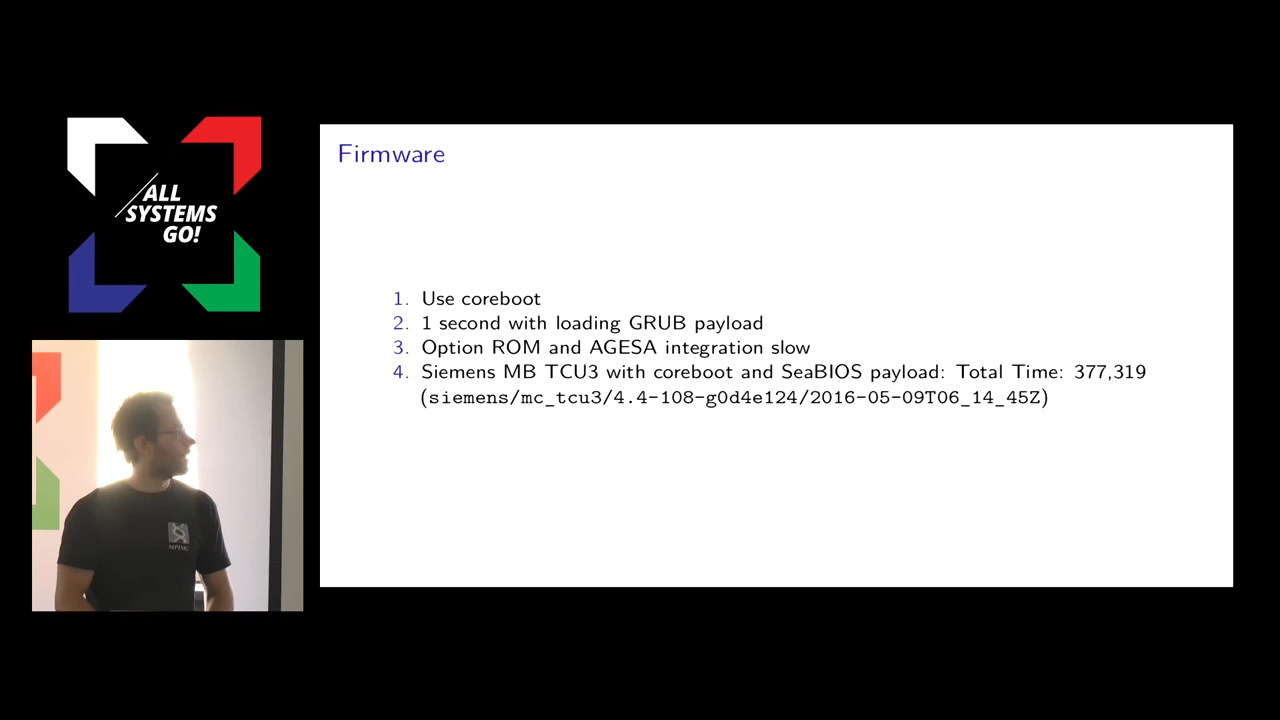 ALL
SYSTEMS
GO!
Firmware
1. Use coreboot
2. 1 second with loading GRUB payload
3. Option ROM and AGESA integration slow
4. Siemens MB TCU3 with coreboot and SeaBIOS payload: Total Time: 377,319
(siemens/mc_tcu3/4.4-108-g0d4e124/2016-05-09T06_14_45Z)